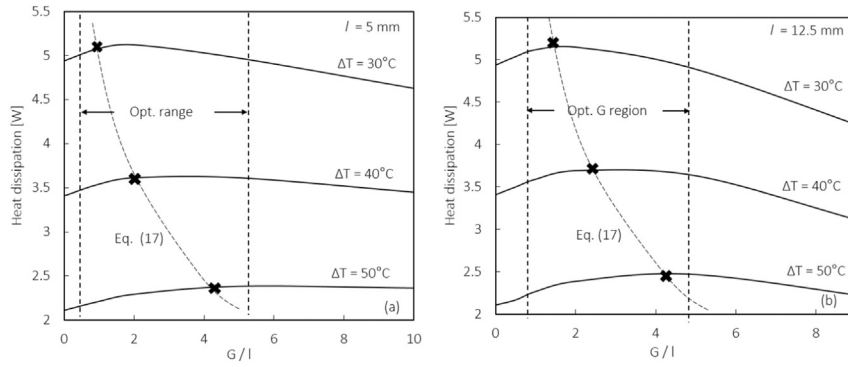 5.5
5
4.5
4
3.5
3
2.5
2
Heat dissipation [W]
l = 5 mm
ΔT = 30°C
Opt. range
ΔT = 40°C
Eq. (17)
ΔT = 50°C
(a)
0 2 4 6 8 10
G / l
5.5
5
4.5
4
3.5
3
2.5
2
Heat dissipation [W]
l = 12.5 mm
ΔT = 30°C
Opt. G region
ΔT = 40°C
Eq. (17)
ΔT = 50°C
(b)
0 2 4 6 8
G / l